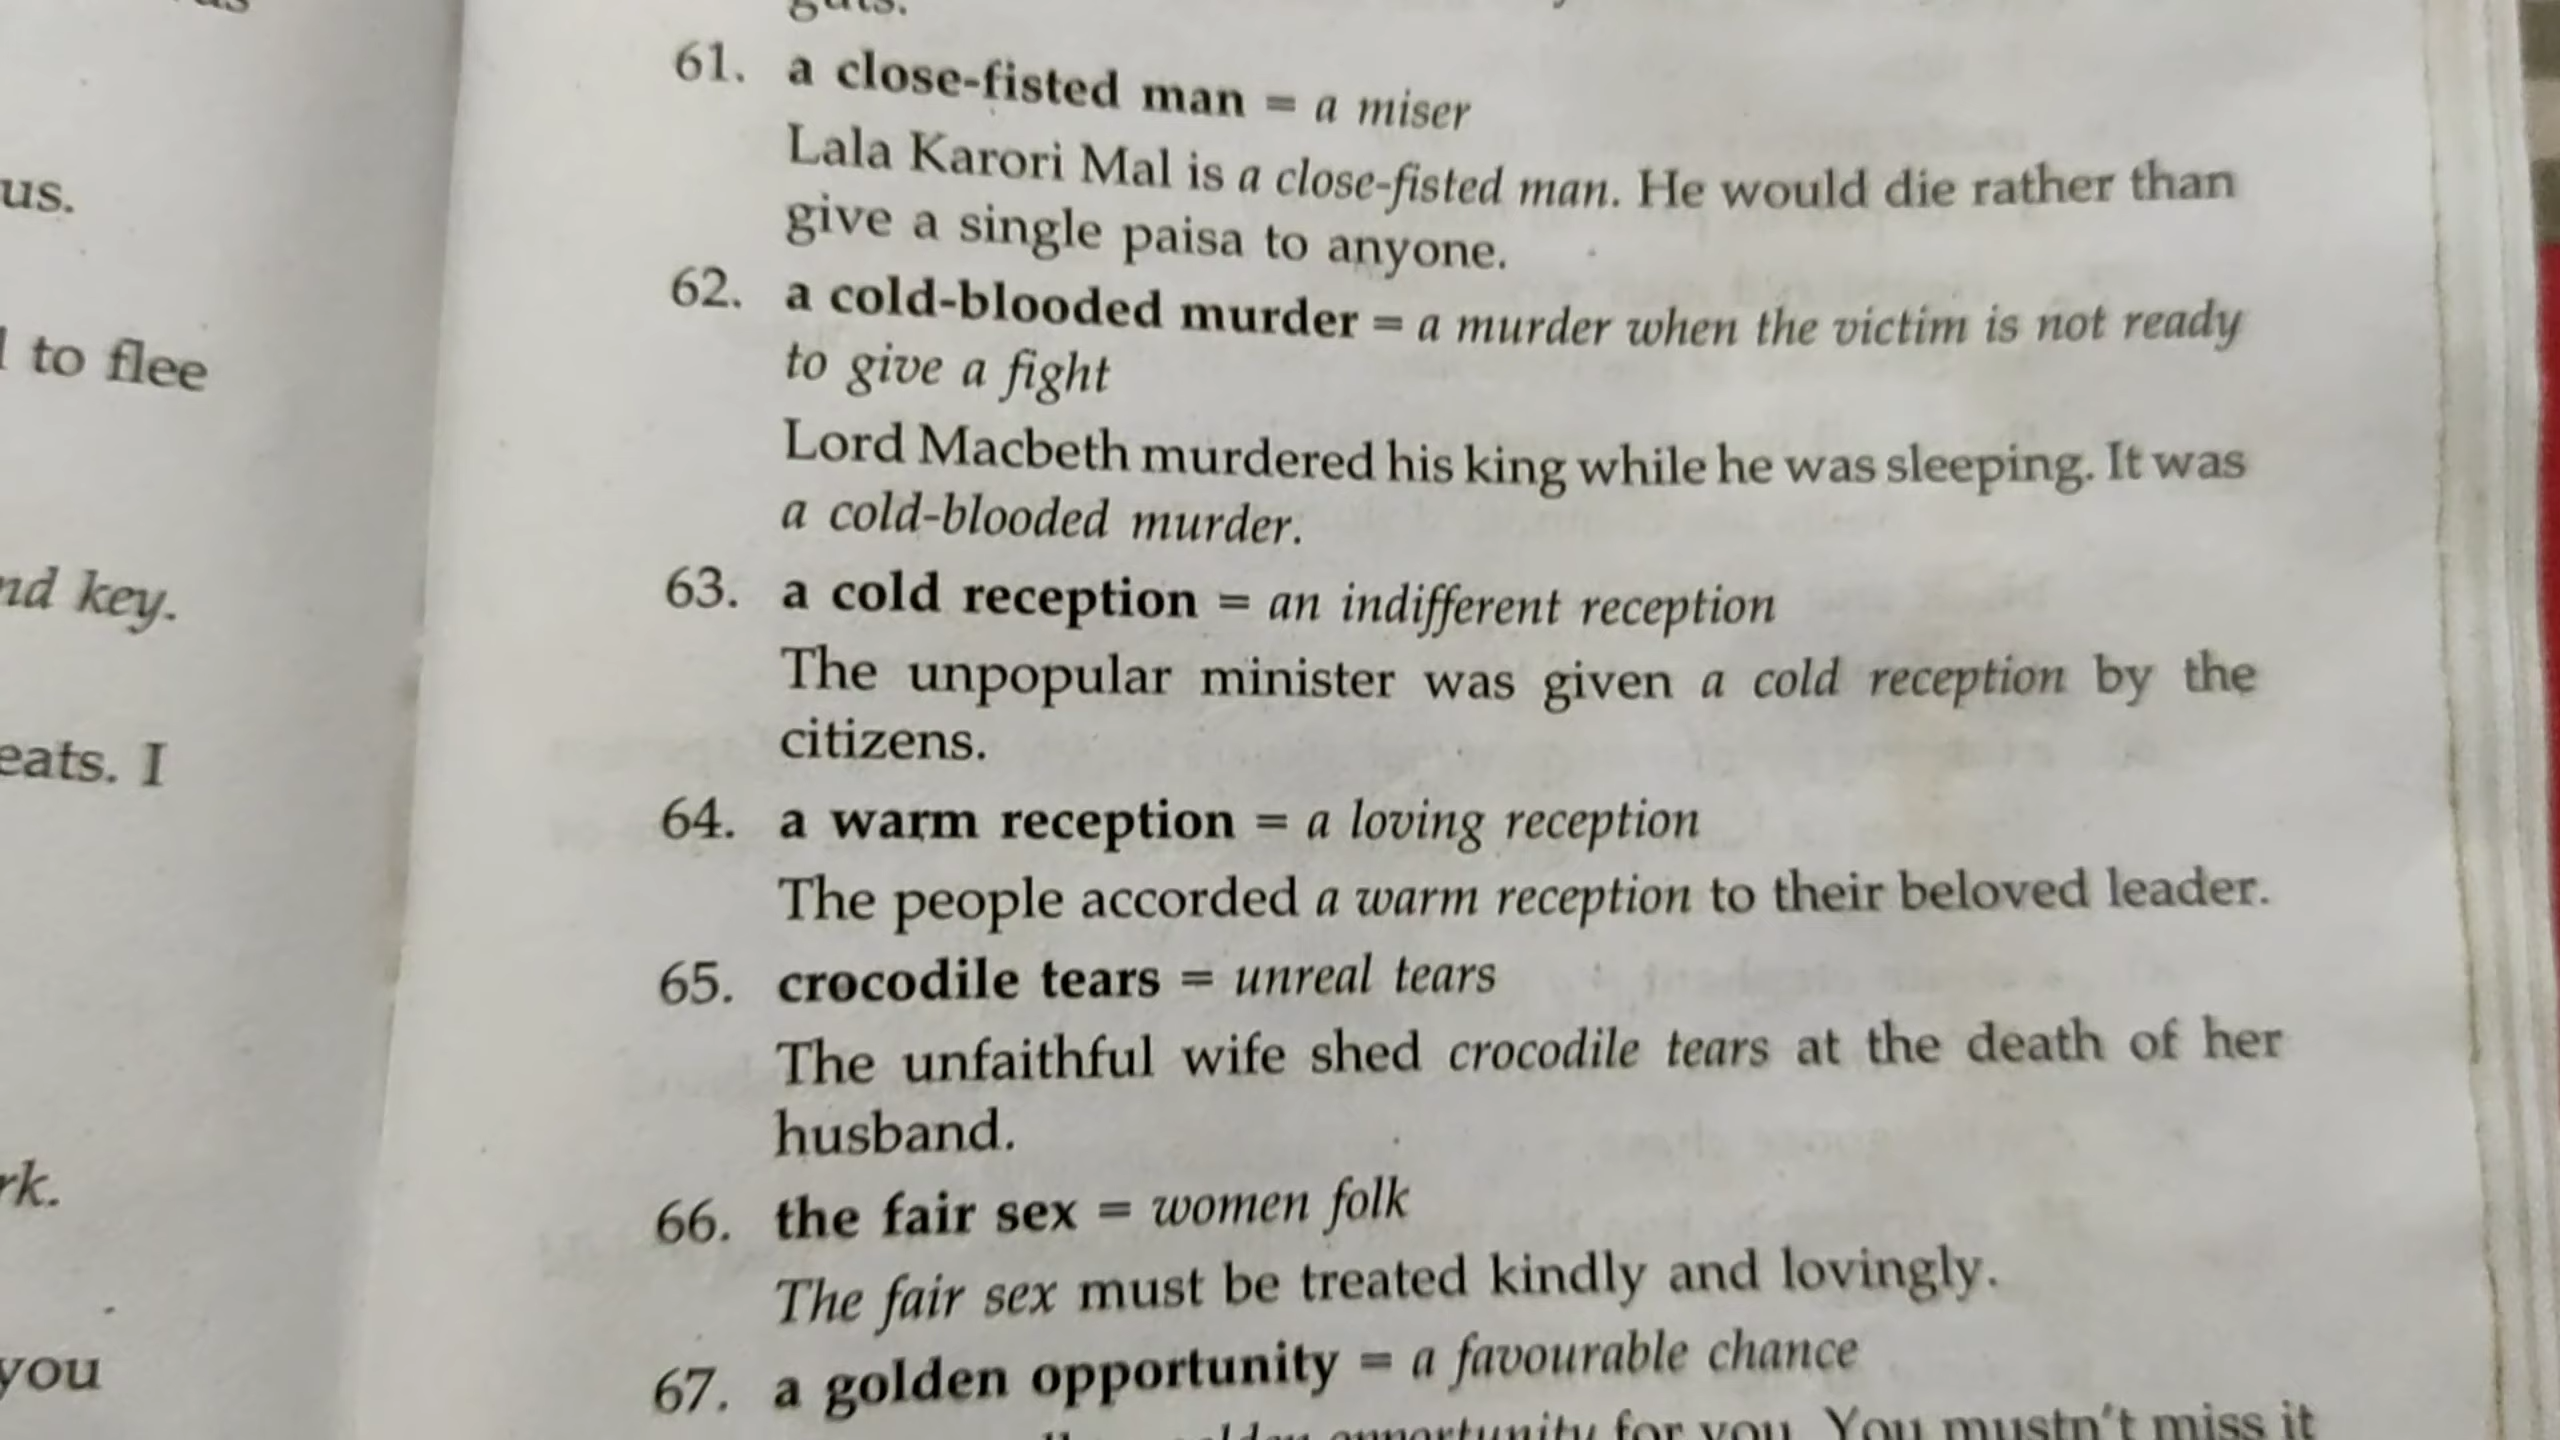 us.
to flee
key.
I
rk.
you
61. a close-fisted man = a miser
Lala Karori Mal is a close-fisted man. He would die rather than
give a single paisa to anyone.
62. a cold-blooded murder = a murder when the victim is not ready
to give a fight
Lord Macbeth murdered his king while he was sleeping. It was
a cold-blooded murder.
63. a cold reception = an indifferent reception
The unpopular minister was given a cold reception by the
citizens.
64. a warm reception = a loving reception
The people accorded a warm reception to their beloved leader.
65. crocodile tears = unreal tears
The unfaithful wife shed crocodile tears at the death of her
husband.
66. the fair sex = women folk
The fair sex must be treated kindly and lovingly.
67. a golden opportunity = a favourable chance
opportunity for you. You mustn't miss it